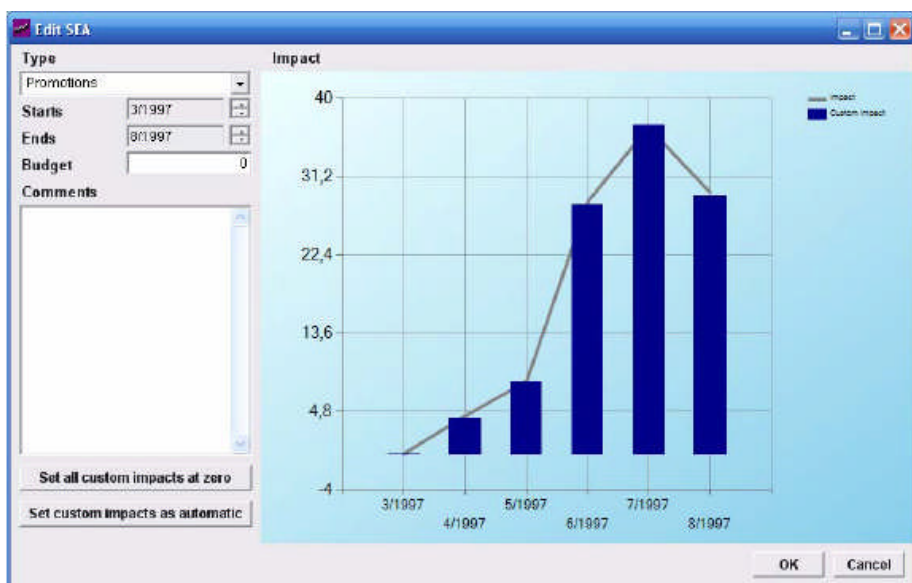 Edit SEA
Type
Promotions
Starts 3/1997
Ends 8/1997
Budget 0
Comments
Set all custom impacts at zero
Set custom impacts as automatic
Impact
40
31,2
22,4
13,6
4,8
-4
3/1997
4/1997
5/1997
6/1997
7/1997
8/1997
Impact
Custom Impact
OK
Cancel